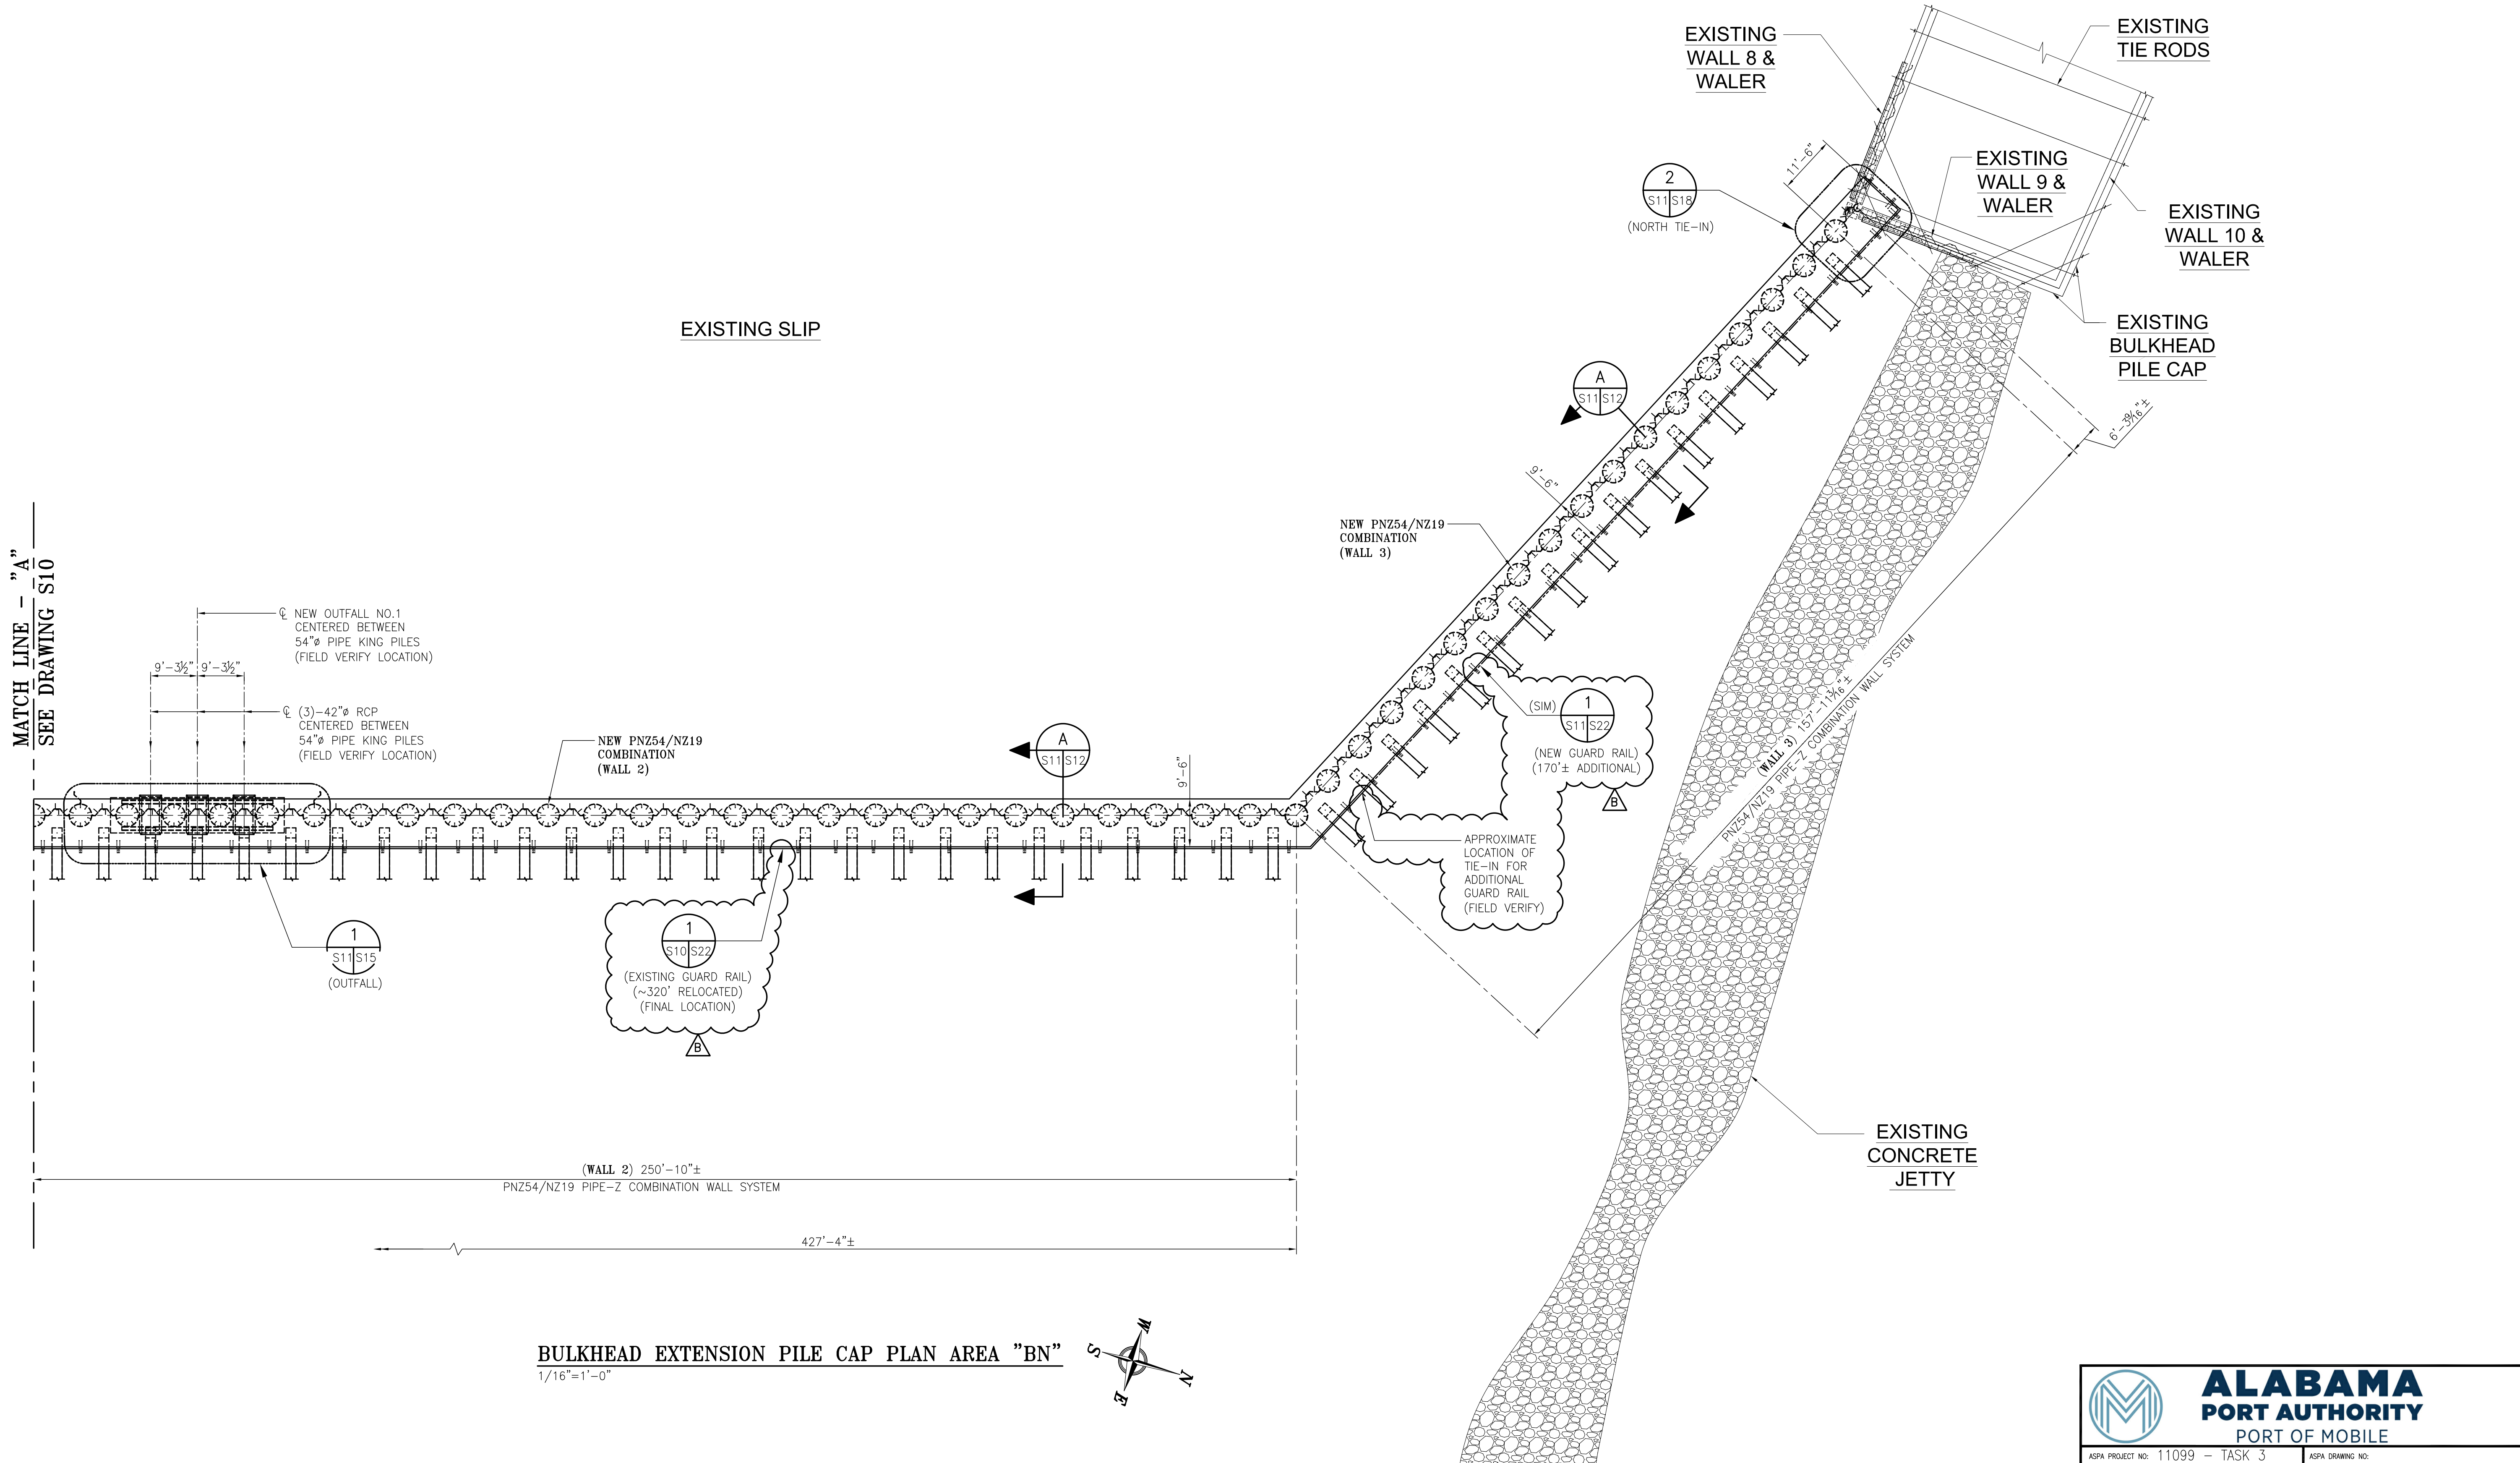 EXISTING
WALL 8 &
WALER
EXISTING
TIE RODS
11'-6"
EXISTING
WALL 9 &
WALER
2
S11 S18
(NORTH TIE-IN)
EXISTING
WALL 10 &
WALER
EXISTING SLIP
EXISTING
BULKHEAD
PILE CAP
A
S11 S12
6'-3 9/16"±
9'-6"
NEW PNZ54/NZ19
COMBINATION
(WALL 3)
MATCH LINE - "A"
SEE DRAWING S10
℄ NEW OUTFALL NO.1
CENTERED BETWEEN
54"ø PIPE KING PILES
(FIELD VERIFY LOCATION)
9'-3½" 9'-3½"
℄ (3)-42"ø RCP
CENTERED BETWEEN
54"ø PIPE KING PILES
(FIELD VERIFY LOCATION)
NEW PNZ54/NZ19
COMBINATION
(WALL 2)
A
S11 S12
9'-6"
(SIM)
1
S11 S22
(NEW GUARD RAIL)
(170'± ADDITIONAL)
B
(WALL 3) 157'-11 3/16"±
PNZ54/NZ19 PIPE-Z COMBINATION WALL SYSTEM
APPROXIMATE
LOCATION OF
TIE-IN FOR
ADDITIONAL
GUARD RAIL
(FIELD VERIFY)
1
S11 S15
(OUTFALL)
1
S10 S22
(EXISTING GUARD RAIL)
(~320' RELOCATED)
(FINAL LOCATION)
B
EXISTING
CONCRETE
JETTY
(WALL 2) 250'-10"±
PNZ54/NZ19 PIPE-Z COMBINATION WALL SYSTEM
427'-4"±
BULKHEAD EXTENSION PILE CAP PLAN AREA "BN"
1/16"=1'-0"
W
S
N
E
ALABAMA
PORT AUTHORITY
PORT OF MOBILE
ASPA PROJECT NO: 11099 - TASK 3
ASPA DRAWING NO: